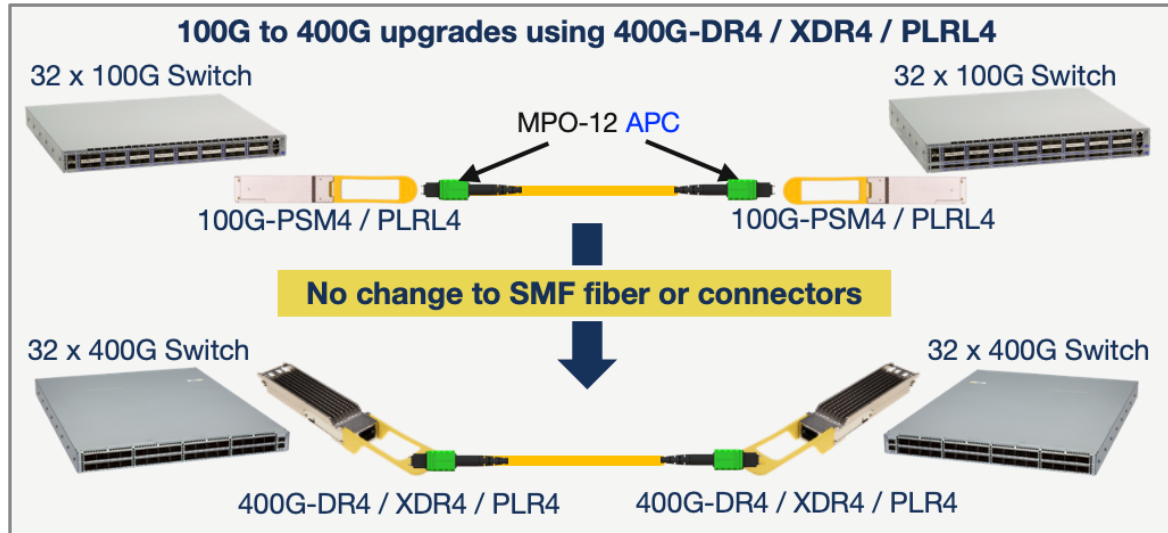 100G to 400G upgrades using 400G-DR4 / XDR4 / PLRL4
32 x 100G Switch
32 x 100G Switch
MPO-12 APC
100G-PSM4 / PLRL4
100G-PSM4 / PLRL4
No change to SMF fiber or connectors
32 x 400G Switch
32 x 400G Switch
400G-DR4 / XDR4 / PLR4
400G-DR4 / XDR4 / PLR4